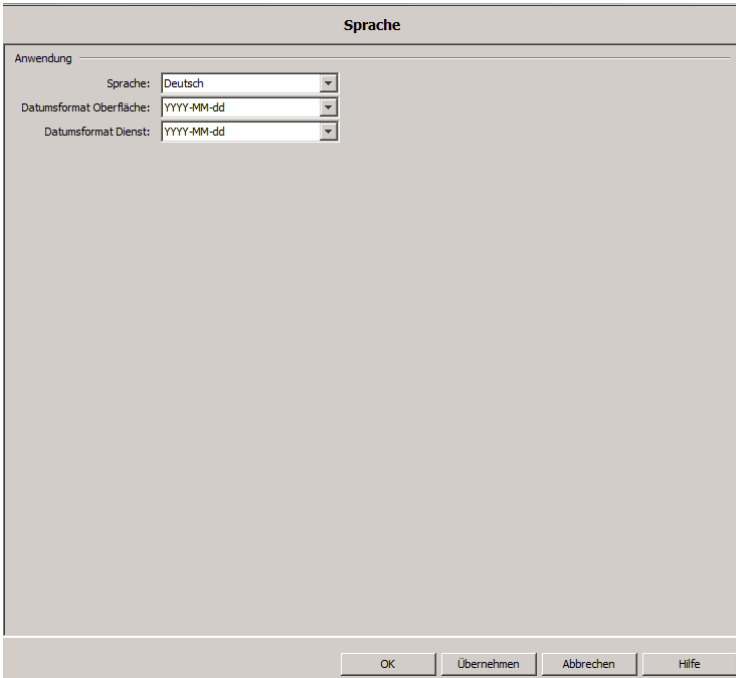 Sprache
Anwendung
Sprache: Deutsch
Datumsformat Oberfläche: YYYY-MM-dd
Datumsformat Dienst: YYYY-MM-dd
OK Übernehmen Abbrechen Hilfe